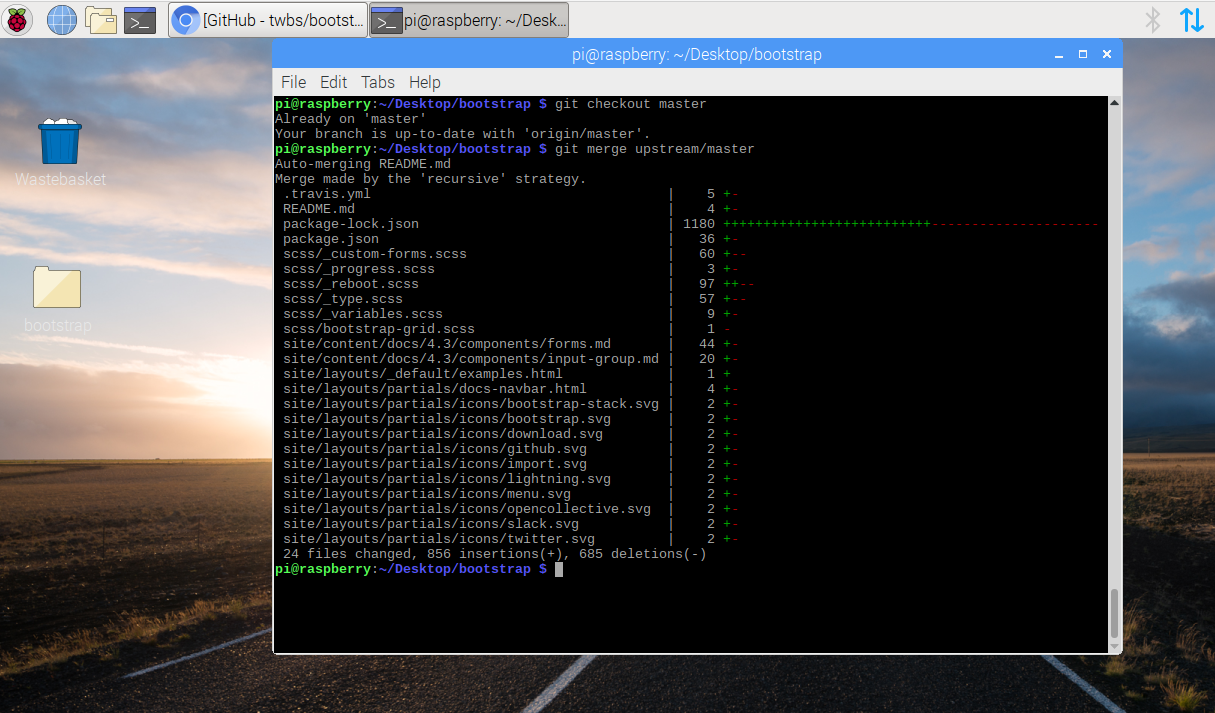 [GitHub - twbs/bootst...
pi@raspberry: ~/Desk...
pi@raspberry: ~/Desktop/bootstrap
File Edit Tabs Help
pi@raspberry:~/Desktop/bootstrap $ git checkout master
Already on 'master'
Your branch is up-to-date with 'origin/master'.
pi@raspberry:~/Desktop/bootstrap $ git merge upstream/master
Auto-merging README.md
Merge made by the 'recursive' strategy.
.travis.yml | 5 +-
README.md | 4 +-
package-lock.json | 1180 ++++++++++++++++++++++++++---------------------
package.json | 36 +-
scss/_custom-forms.scss | 60 +--
scss/_progress.scss | 3 +-
scss/_reboot.scss | 97 ++--
scss/_type.scss | 57 +--
scss/_variables.scss | 9 +-
scss/bootstrap-grid.scss | 1 -
site/content/docs/4.3/components/forms.md | 44 +-
site/content/docs/4.3/components/input-group.md | 20 +-
site/layouts/_default/examples.html | 1 +
site/layouts/partials/docs-navbar.html | 4 +-
site/layouts/partials/icons/bootstrap-stack.svg | 2 +-
site/layouts/partials/icons/bootstrap.svg | 2 +-
site/layouts/partials/icons/download.svg | 2 +-
site/layouts/partials/icons/github.svg | 2 +-
site/layouts/partials/icons/import.svg | 2 +-
site/layouts/partials/icons/lightning.svg | 2 +-
site/layouts/partials/icons/menu.svg | 2 +-
site/layouts/partials/icons/opencollective.svg | 2 +-
site/layouts/partials/icons/slack.svg | 2 +-
site/layouts/partials/icons/twitter.svg | 2 +-
24 files changed, 856 insertions(+), 685 deletions(-)
pi@raspberry:~/Desktop/bootstrap $
Wastebasket
bootstrap